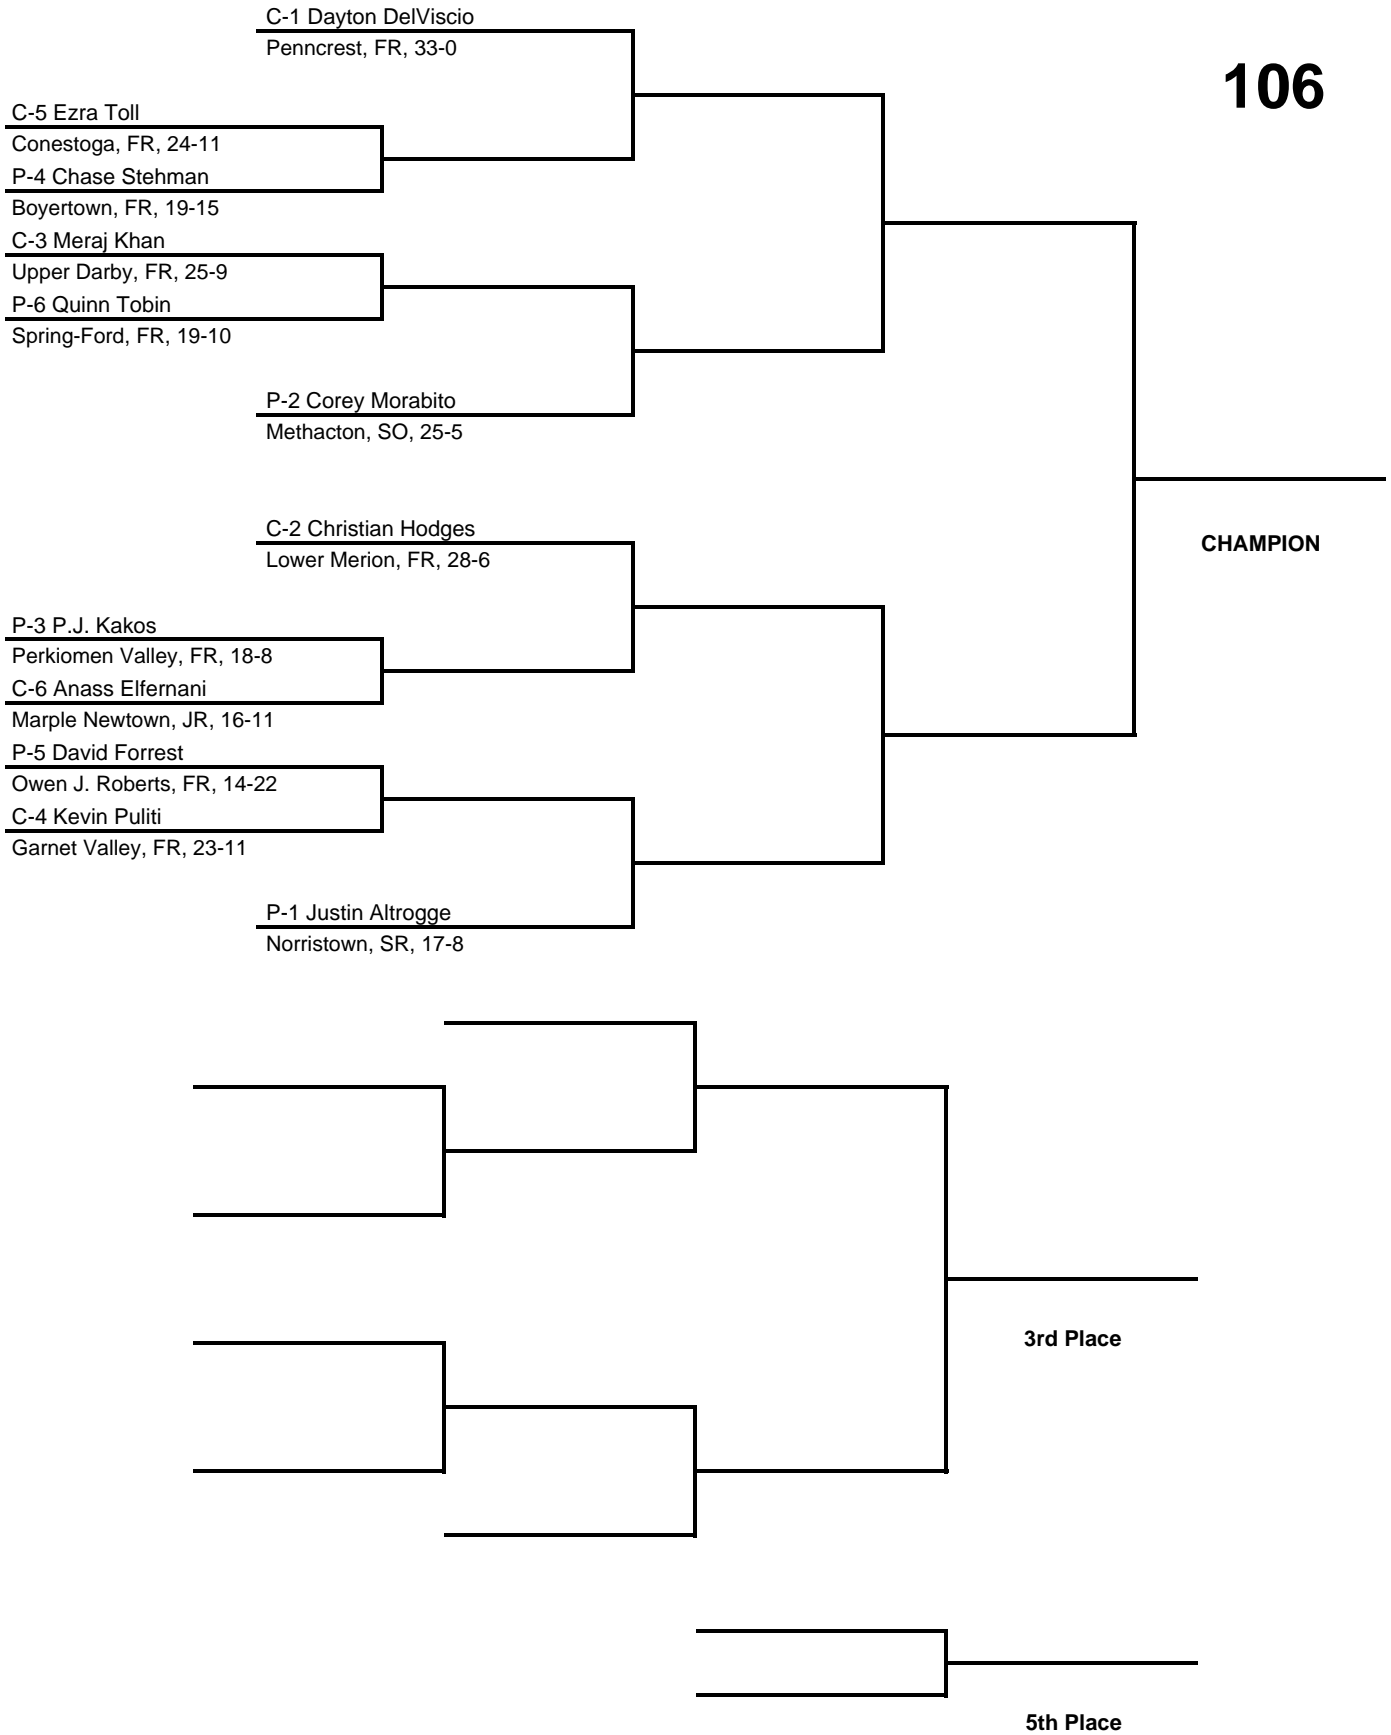 C-1 Dayton DelViscio
Penncrest, FR, 33-0
106
C-5 Ezra Toll
Conestoga, FR, 24-11
P-4 Chase Stehman
Boyertown, FR, 19-15
C-3 Meraj Khan
Upper Darby, FR, 25-9
P-6 Quinn Tobin
Spring-Ford, FR, 19-10
P-2 Corey Morabito
Methacton, SO, 25-5
C-2 Christian Hodges
Lower Merion, FR, 28-6
CHAMPION
P-3 P.J. Kakos
Perkiomen Valley, FR, 18-8
C-6 Anass Elfernani
Marple Newtown, JR, 16-11
P-5 David Forrest
Owen J. Roberts, FR, 14-22
C-4 Kevin Puliti
Garnet Valley, FR, 23-11
P-1 Justin Altrogge
Norristown, SR, 17-8
3rd Place
5th Place